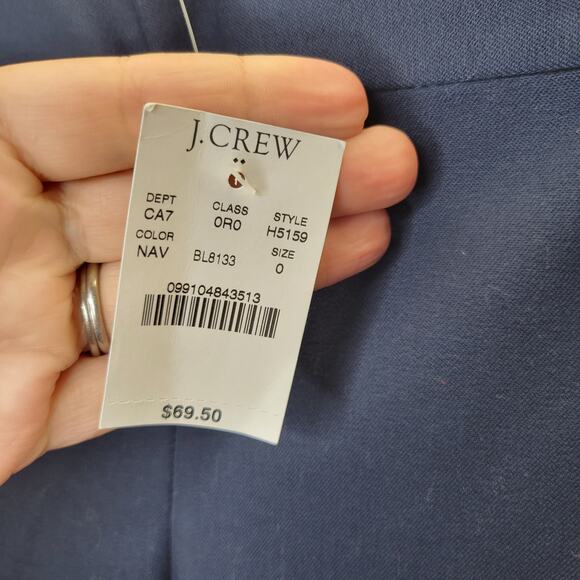 J.CREW
DEPT CLASS STYLE
CA7 0R0 H5159
COLOR SIZE
NAV BL8133 0
099104843513
$69.50